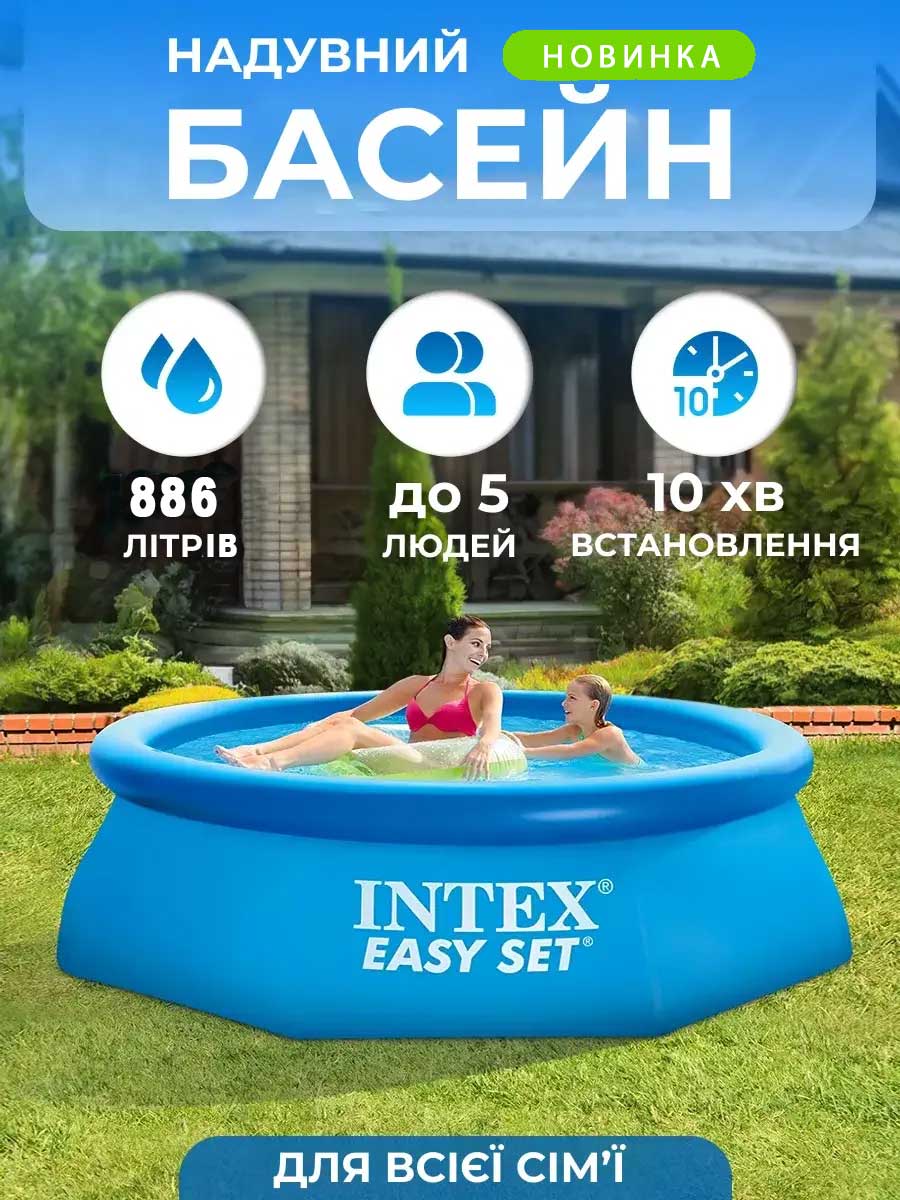 НАДУВНИЙ НОВИНКА
БАСЕЙН
10
886
ЛІТРІВ
до 5
ЛЮДЕЙ
10 хв
ВСТАНОВЛЕННЯ
INTEX®
EASY SET®
ДЛЯ ВСІЄЇ СІМ’Ї